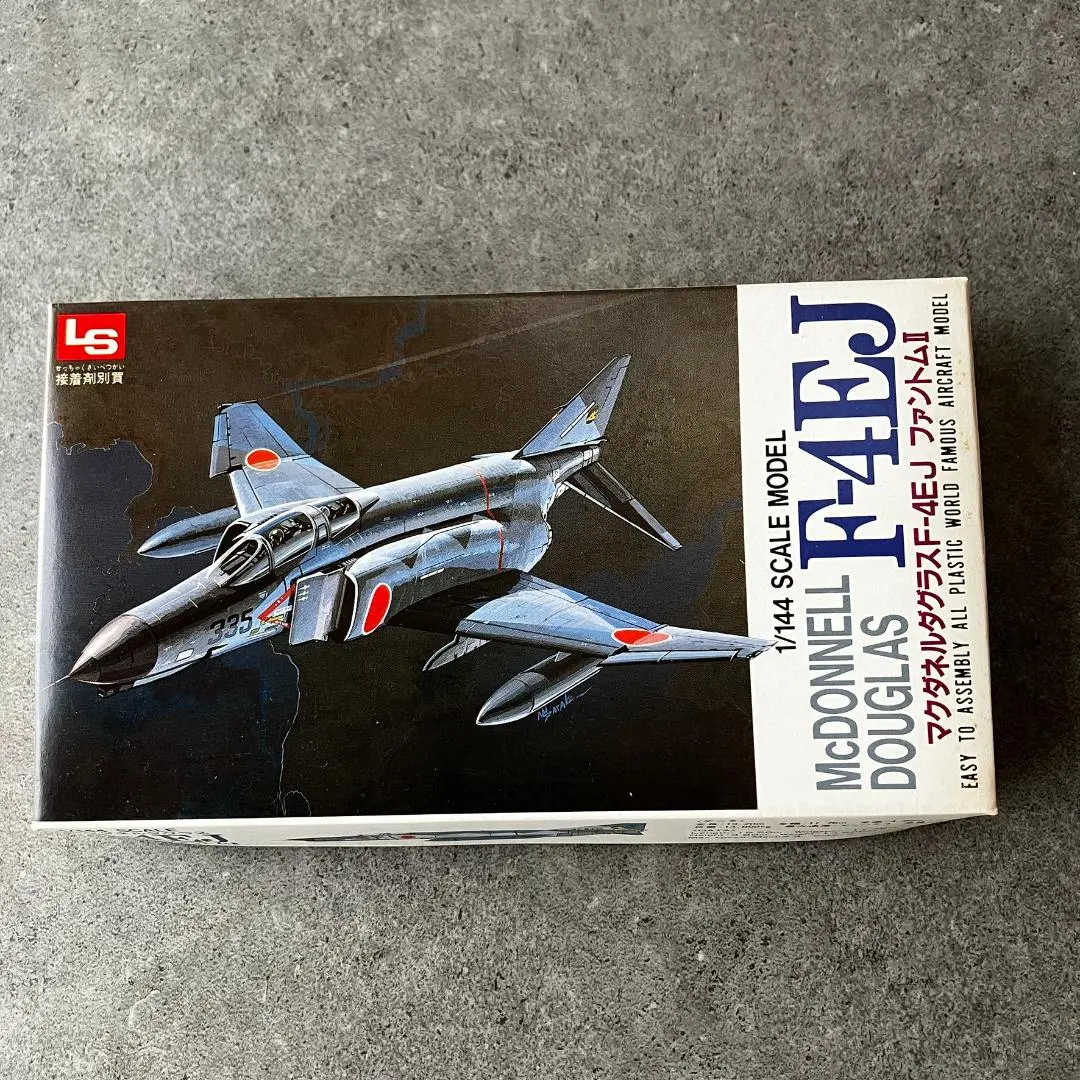 LS
せっちゃくざいべつがい
接着剤別買
335
1/144 SCALE MODEL
McDONNELL
DOUGLAS
F-4EJ
マクダネルダグラスF-4EJ ファントムⅡ
EASY TO ASSEMBLY ALL PLASTIC WORLD FAMOUS AIRCRAFT MODEL